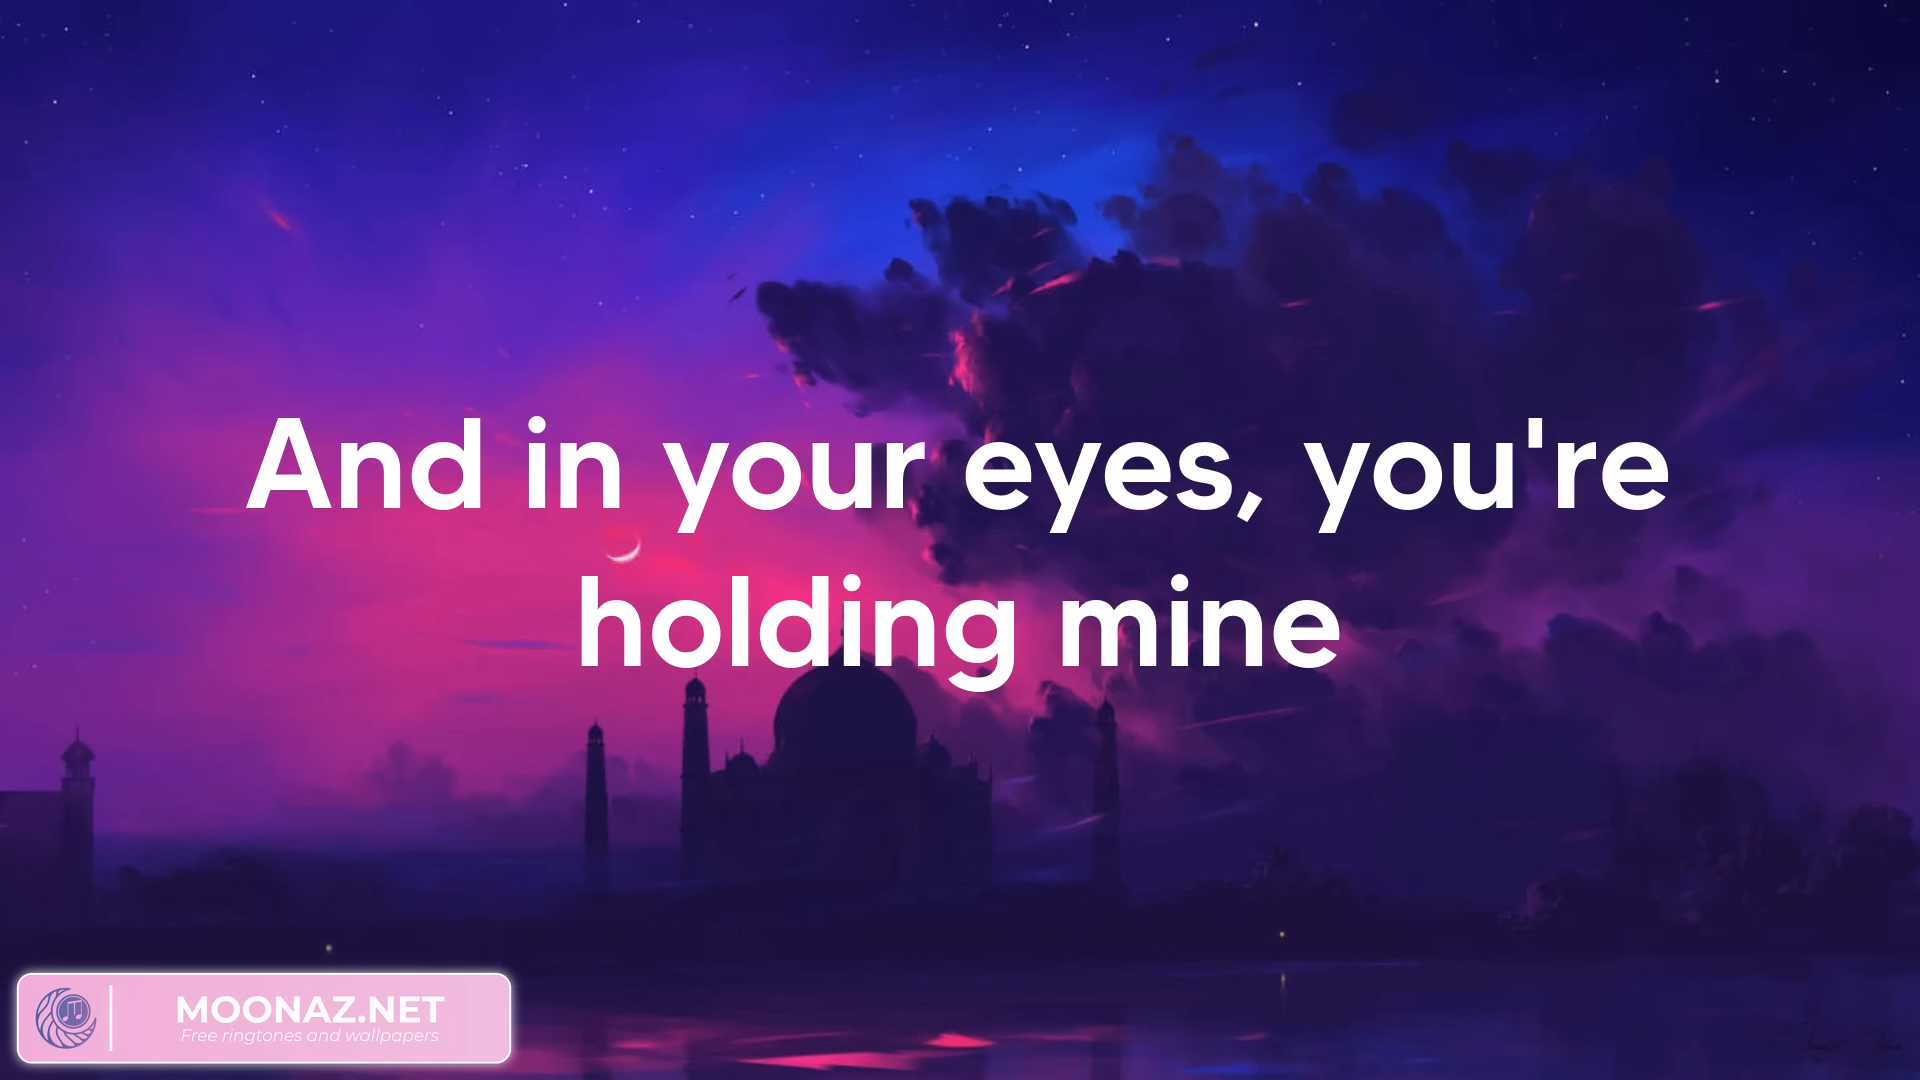 And in your eyes, you're
holding mine
MOONAZ.NET
Free ringtones and wallpapers